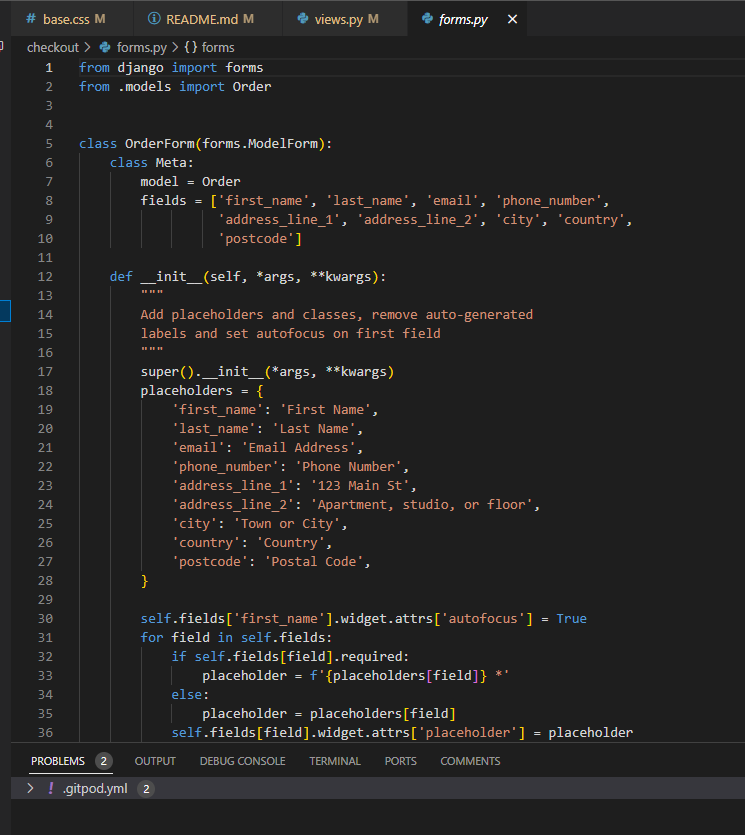 # base.css M README.md M views.py M forms.py ×
checkout > forms.py > {} forms
1 from django import forms
2 from .models import Order
3
4
5 class OrderForm(forms.ModelForm):
6     class Meta:
7         model = Order
8         fields = ['first_name', 'last_name', 'email', 'phone_number',
9                   'address_line_1', 'address_line_2', 'city', 'country',
10                   'postcode']
11
12     def __init__(self, *args, **kwargs):
13         """
14         Add placeholders and classes, remove auto-generated
15         labels and set autofocus on first field
16         """
17         super().__init__(*args, **kwargs)
18         placeholders = {
19             'first_name': 'First Name',
20             'last_name': 'Last Name',
21             'email': 'Email Address',
22             'phone_number': 'Phone Number',
23             'address_line_1': '123 Main St',
24             'address_line_2': 'Apartment, studio, or floor',
25             'city': 'Town or City',
26             'country': 'Country',
27             'postcode': 'Postal Code',
28         }
29
30         self.fields['first_name'].widget.attrs['autofocus'] = True
31         for field in self.fields:
32             if self.fields[field].required:
33                 placeholder = f'{placeholders[field]} *'
34             else:
35                 placeholder = placeholders[field]
36             self.fields[field].widget.attrs['placeholder'] = placeholder
PROBLEMS 2 OUTPUT DEBUG CONSOLE TERMINAL PORTS COMMENTS
> ! .gitpod.yml 2